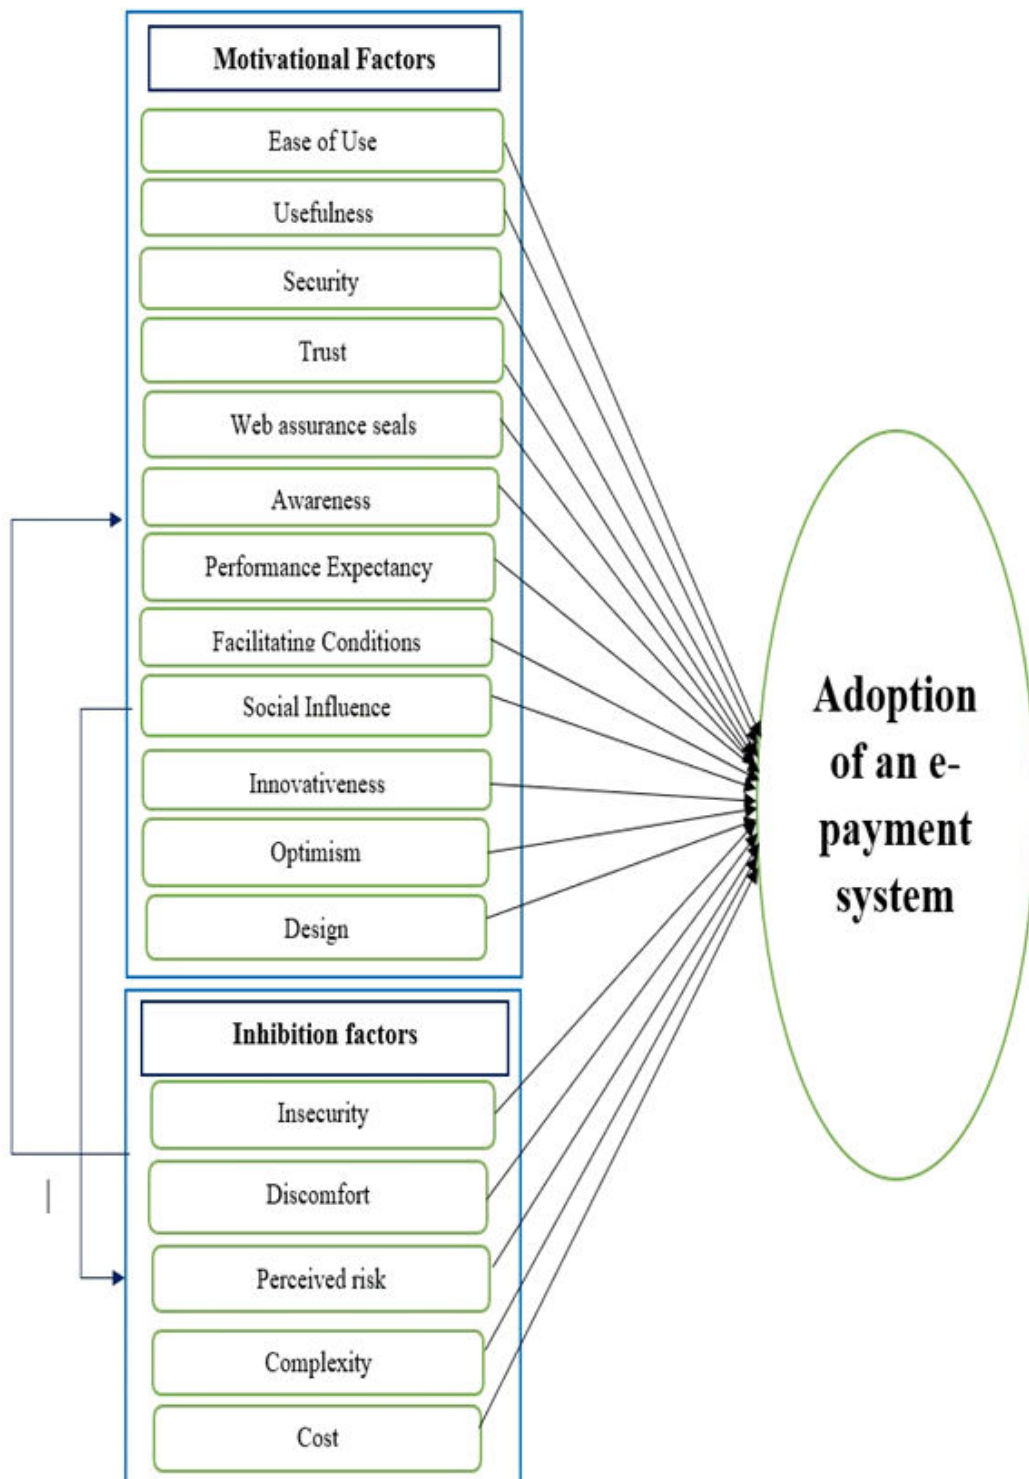 Motivational Factors
Ease of Use
Usefulness
Security
Trust
Web assurance seals
Awareness
Performance Expectancy
Facilitating Conditions
Social Influence
Innovativeness
Optimism
Design
Inhibition factors
Insecurity
Discomfort
Perceived risk
Complexity
Cost
Adoption
of an e-
payment
system